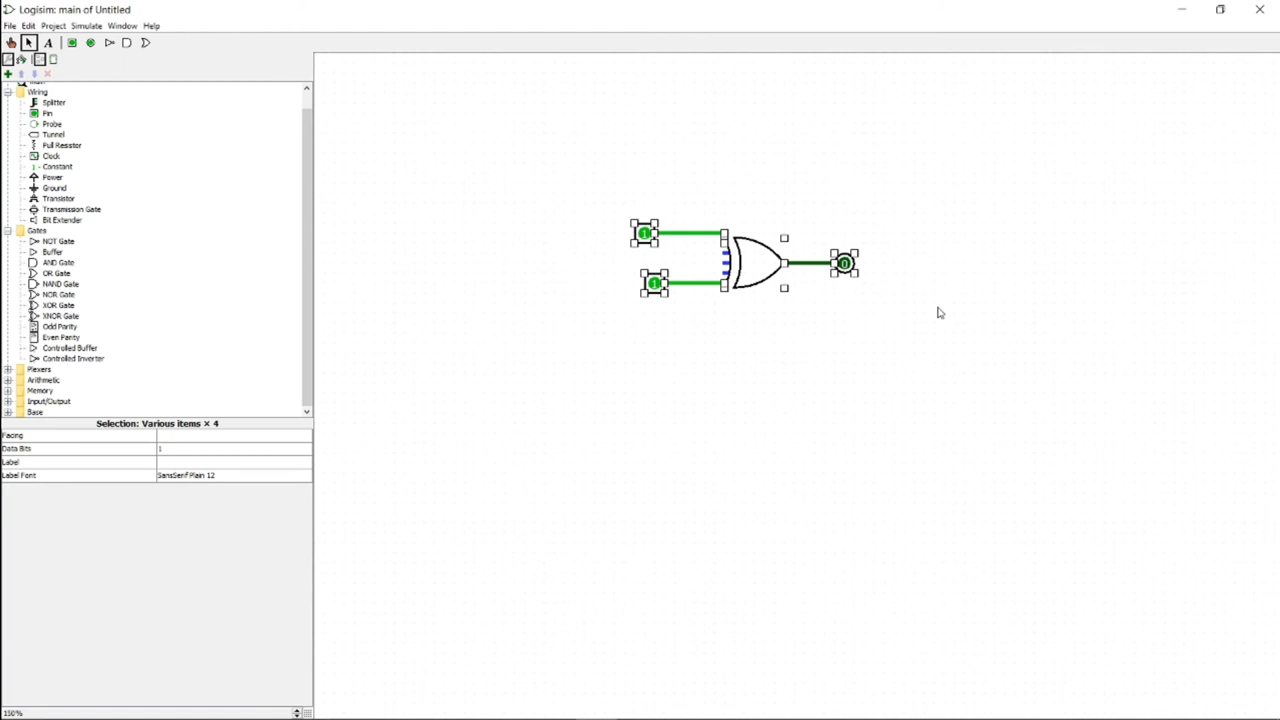 Logisim: main of Untitled
File Edit Project Simulate Window Help
A
Wiring
Splitter
Pin
Probe
Tunnel
Pull Resistor
Clock
1 Constant
Power
Ground
Transistor
Transmission Gate
Bit Extender
Gates
NOT Gate
Buffer
AND Gate
OR Gate
NAND Gate
NOR Gate
XOR Gate
XNOR Gate
Odd Parity
Even Parity
Controlled Buffer
Controlled Inverter
Plexers
Arithmetic
Memory
Input/Output
Base
Selection: Various items × 4
Facing
Data Bits 1
Label
Label Font SansSerif Plain 12
150%
1
1
0